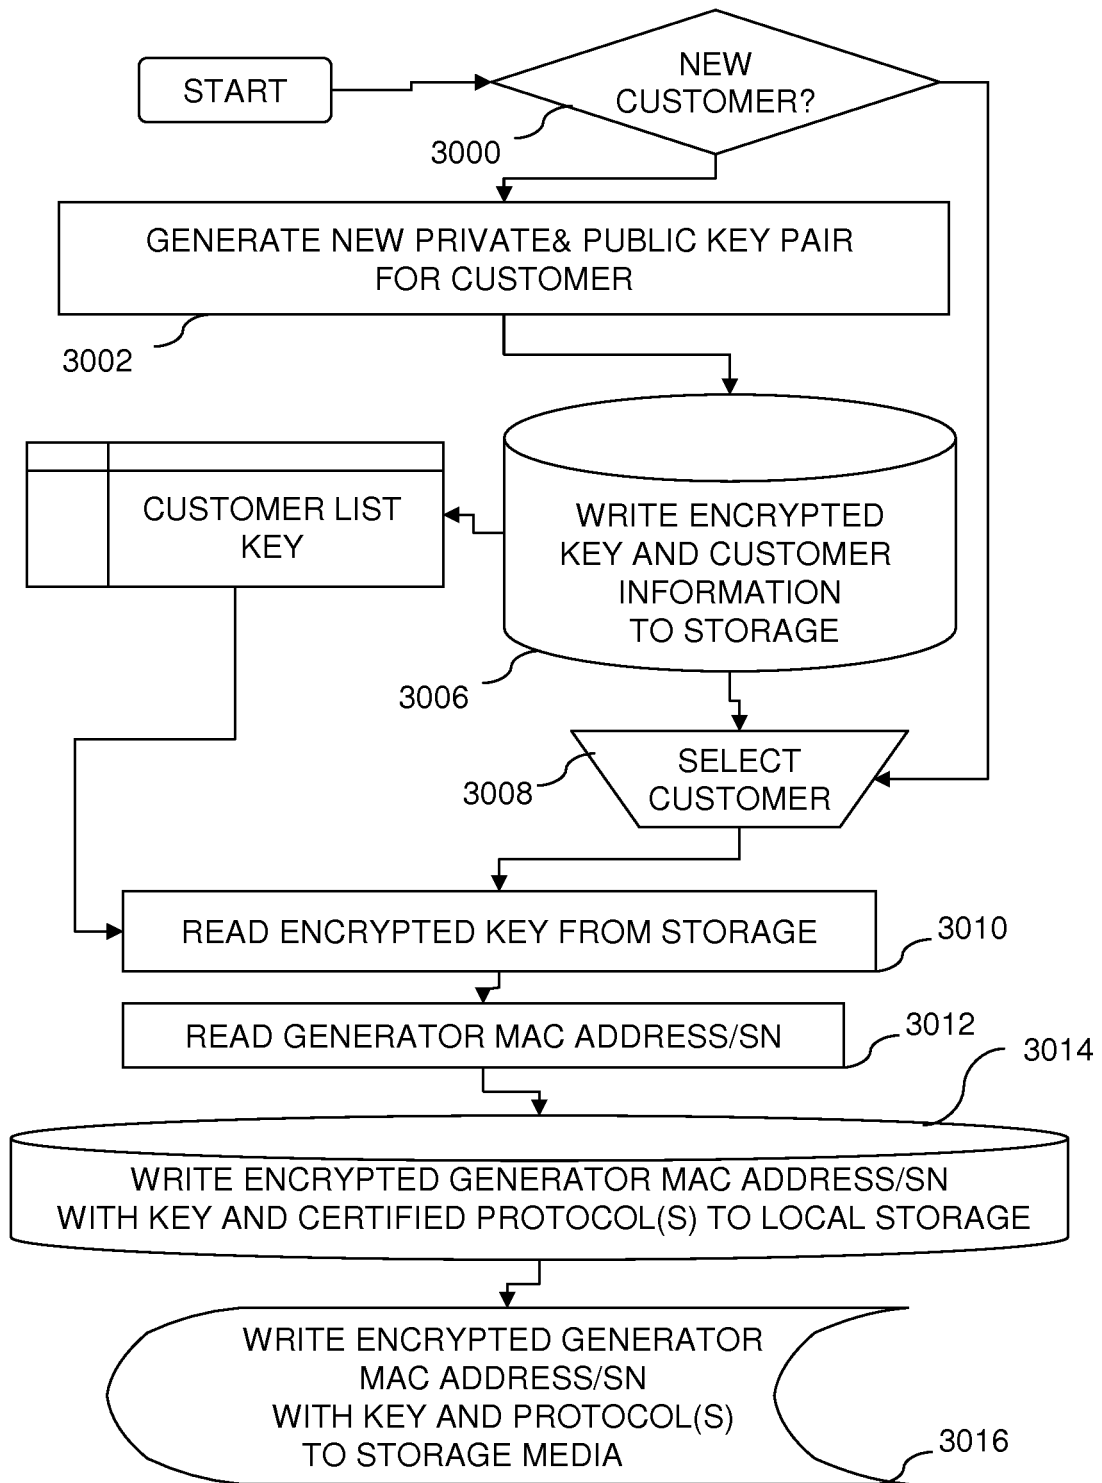 START
NEW
CUSTOMER?
3000
GENERATE NEW PRIVATE& PUBLIC KEY PAIR
FOR CUSTOMER
3002
CUSTOMER LIST
KEY
WRITE ENCRYPTED
KEY AND CUSTOMER
INFORMATION
TO STORAGE
3006
SELECT
CUSTOMER
3008
READ ENCRYPTED KEY FROM STORAGE
3010
READ GENERATOR MAC ADDRESS/SN
3012
3014
WRITE ENCRYPTED GENERATOR MAC ADDRESS/SN
WITH KEY AND CERTIFIED PROTOCOL(S) TO LOCAL STORAGE
WRITE ENCRYPTED GENERATOR
MAC ADDRESS/SN
WITH KEY AND PROTOCOL(S)
TO STORAGE MEDIA
3016